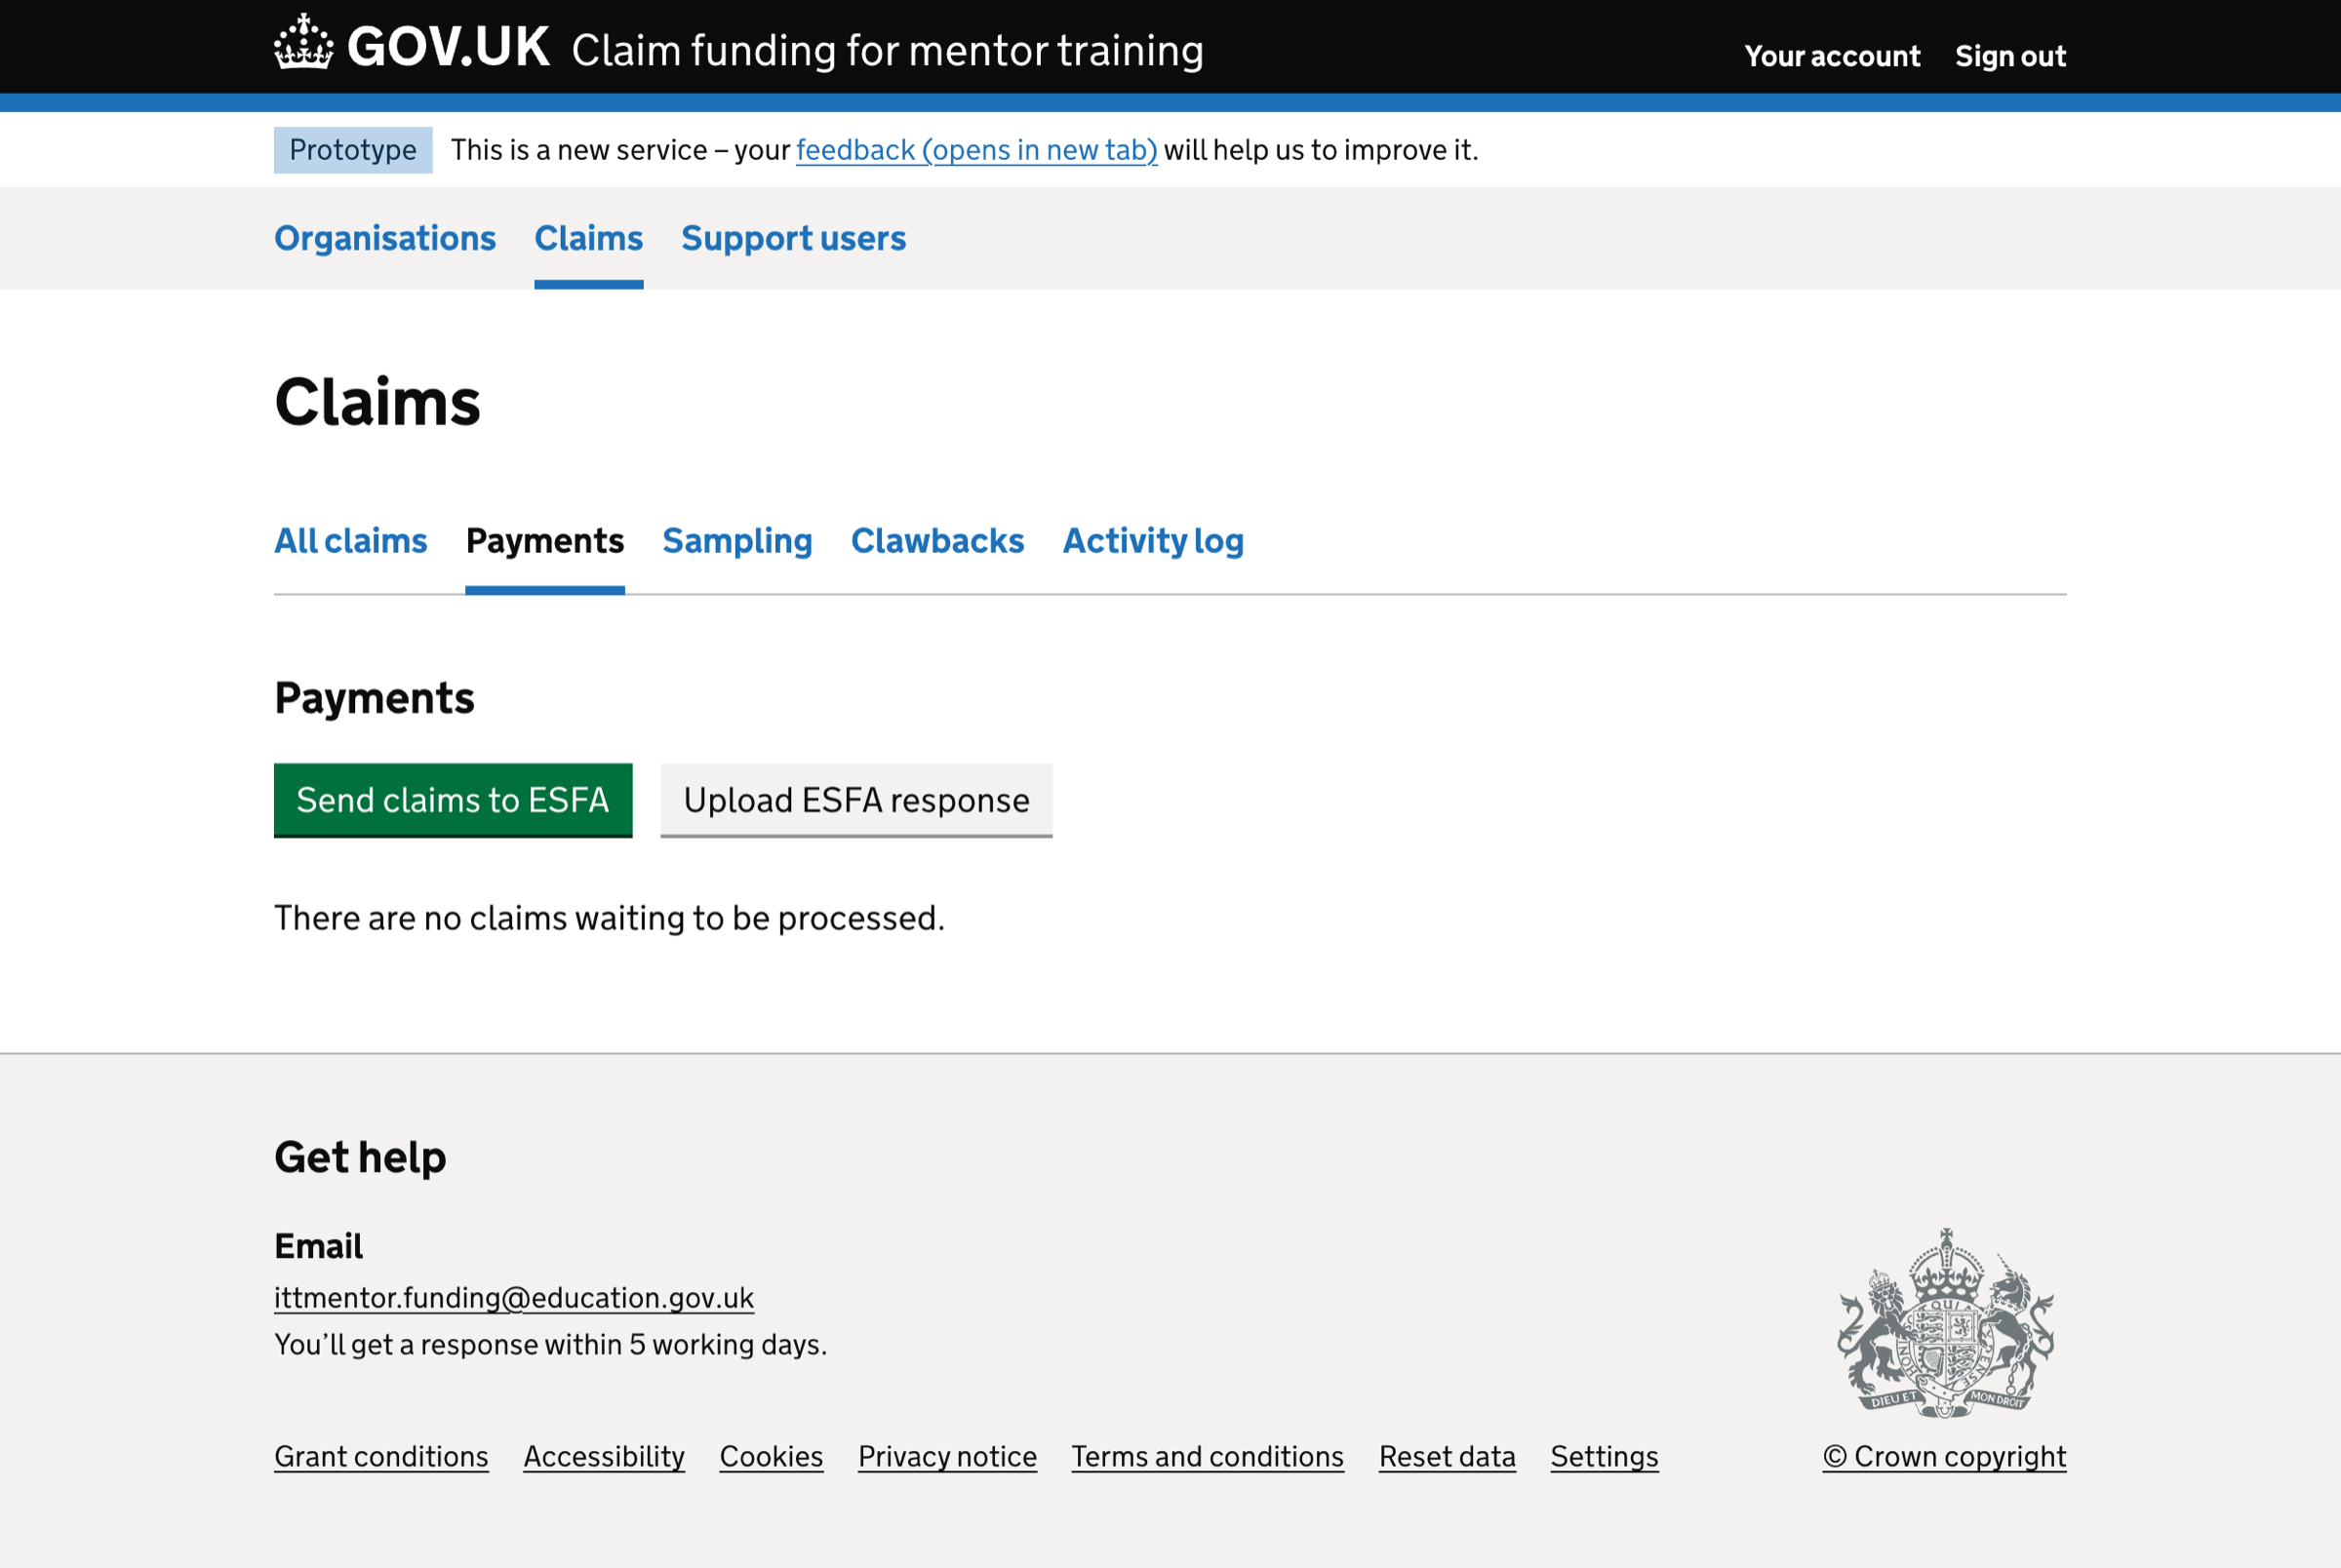 GOV.UK Claim funding for mentor training Your account Sign out
Prototype This is a new service – your feedback (opens in new tab) will help us to improve it.
Organisations Claims Support users
Claims
All claims Payments Sampling Clawbacks Activity log
Payments
Send claims to ESFA Upload ESFA response
There are no claims waiting to be processed.
Get help
Email
ittmentor.funding@education.gov.uk
You’ll get a response within 5 working days.
DIEU ET MON DROIT
Grant conditions Accessibility Cookies Privacy notice Terms and conditions Reset data Settings © Crown copyright